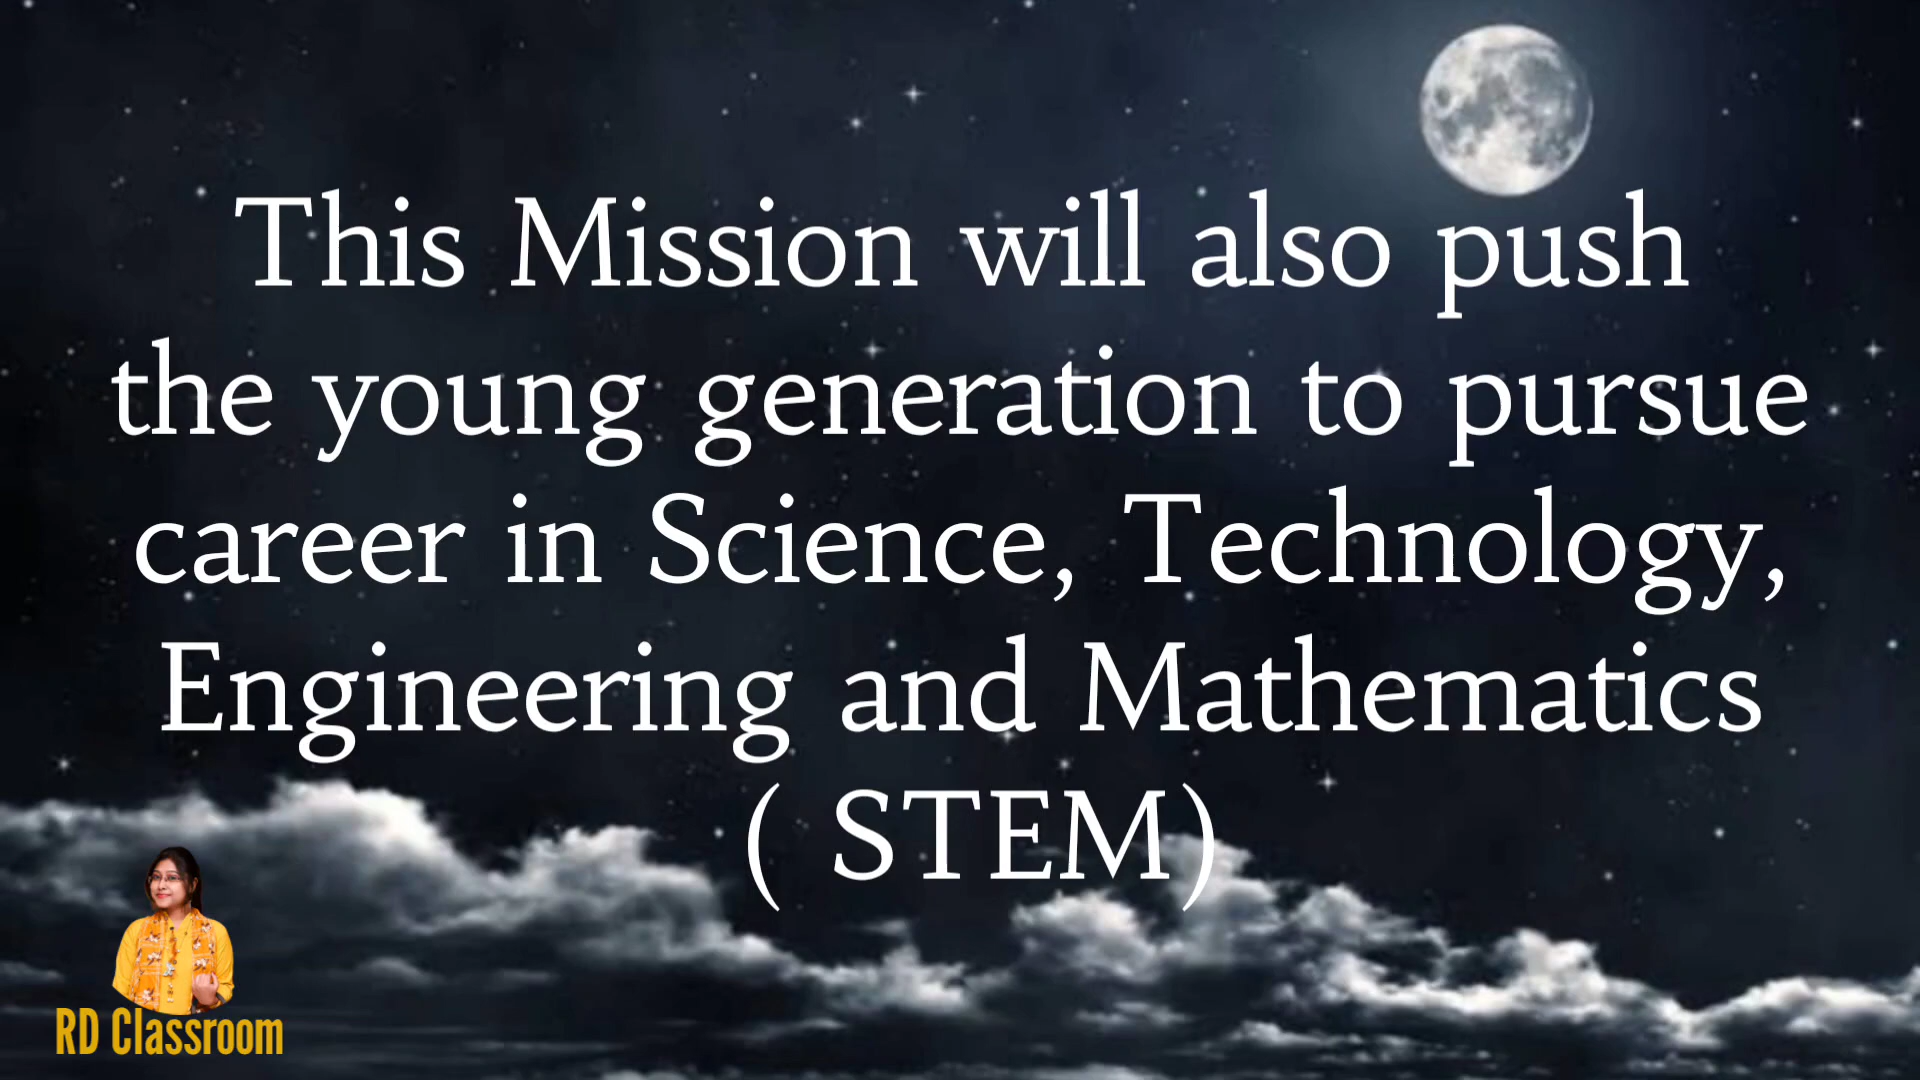 This Mission will also push
the young generation to pursue
career in Science, Technology,
Engineering and Mathematics
( STEM)
RD Classroom